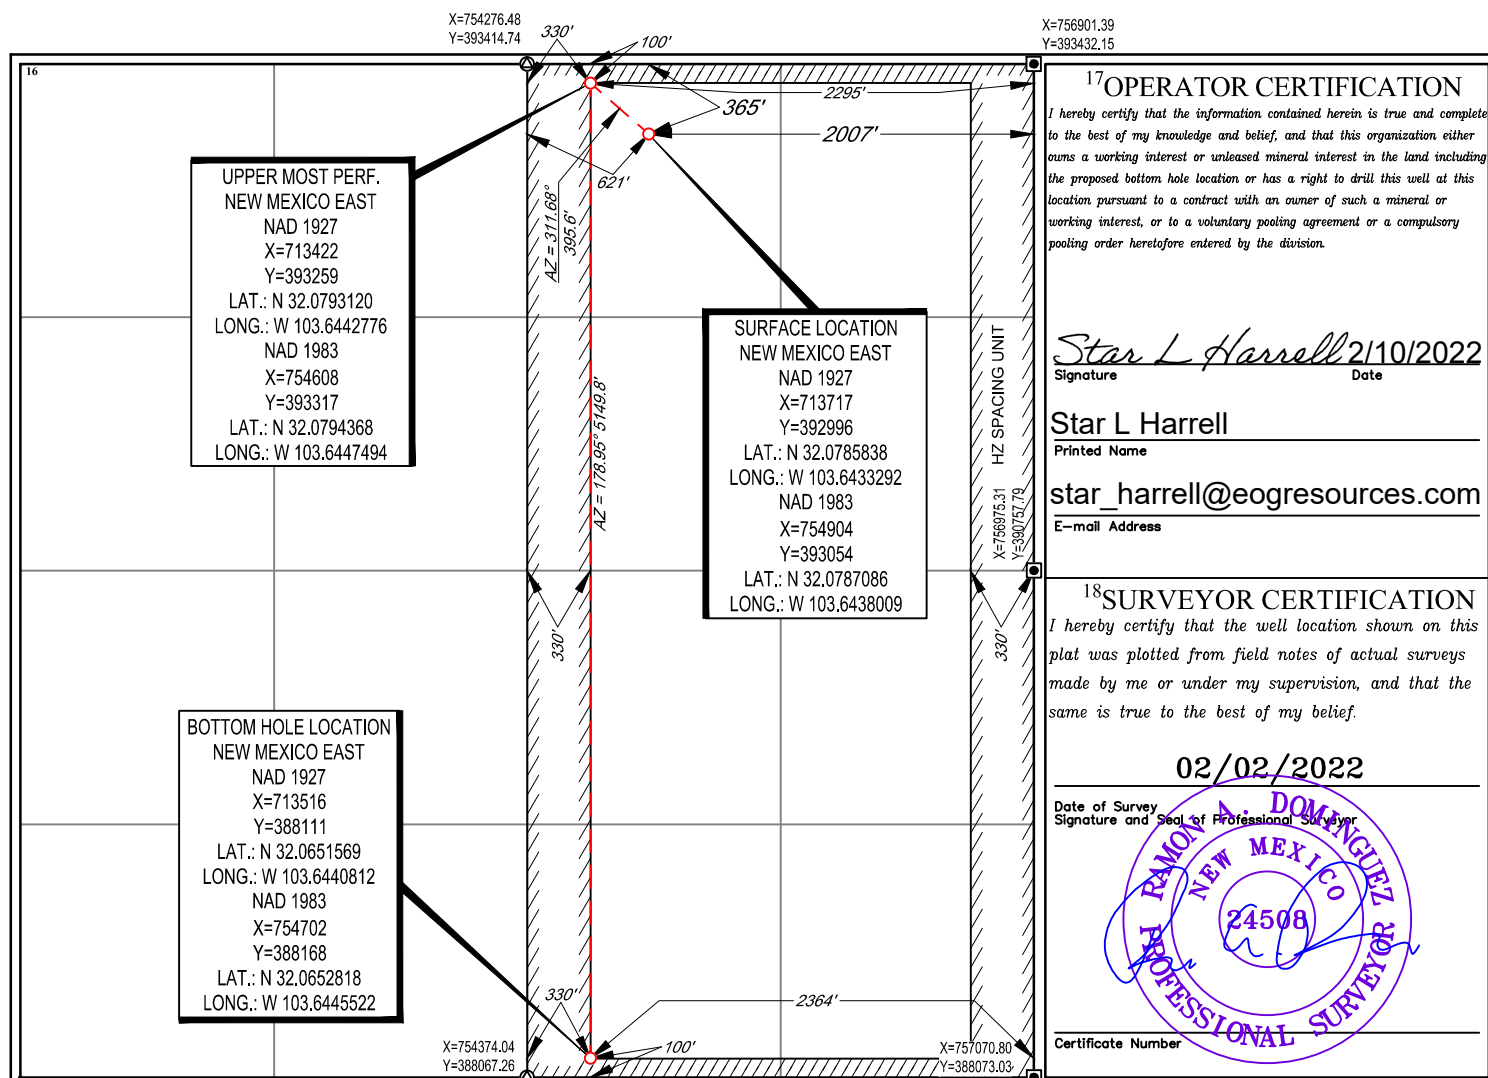 X=754276.48
Y=393414.74
330'
100'
X=756901.39
Y=393432.15
16
2295'
365'
2007'
621'
AZ = 311.68°
395.6'
UPPER MOST PERF.
NEW MEXICO EAST
NAD 1927
X=713422
Y=393259
LAT.: N 32.0793120
LONG.: W 103.6442776
NAD 1983
X=754608
Y=393317
LAT.: N 32.0794368
LONG.: W 103.6447494
SURFACE LOCATION
NEW MEXICO EAST
NAD 1927
X=713717
Y=392996
LAT.: N 32.0785838
LONG.: W 103.6433292
NAD 1983
X=754904
Y=393054
LAT.: N 32.0787086
LONG.: W 103.6438009
AZ = 178.95° 5149.8'
HZ SPACING UNIT
X=756975.31
Y=390757.79
330'
330'
BOTTOM HOLE LOCATION
NEW MEXICO EAST
NAD 1927
X=713516
Y=388111
LAT.: N 32.0651569
LONG.: W 103.6440812
NAD 1983
X=754702
Y=388168
LAT.: N 32.0652818
LONG.: W 103.6445522
330'
2364'
100'
X=754374.04
Y=388067.26
X=757070.80
Y=388073.03
17 OPERATOR CERTIFICATION
I hereby certify that the information contained herein is true and complete
to the best of my knowledge and belief, and that this organization either
owns a working interest or unleased mineral interest in the land including
the proposed bottom hole location or has a right to drill this well at this
location pursuant to a contract with an owner of such a mineral or
working interest, or to a voluntary pooling agreement or a compulsory
pooling order heretofore entered by the division.
Star L Harrell 2/10/2022
Signature Date
Star L Harrell
Printed Name
star_harrell@eogresources.com
E-mail Address
18 SURVEYOR CERTIFICATION
I hereby certify that the well location shown on this
plat was plotted from field notes of actual surveys
made by me or under my supervision, and that the
same is true to the best of my belief.
02/02/2022
Date of Survey
Signature and Seal of Professional Surveyor
RAMON A. DOMINGUEZ
NEW MEXICO
24508
PROFESSIONAL SURVEYOR
Certificate Number